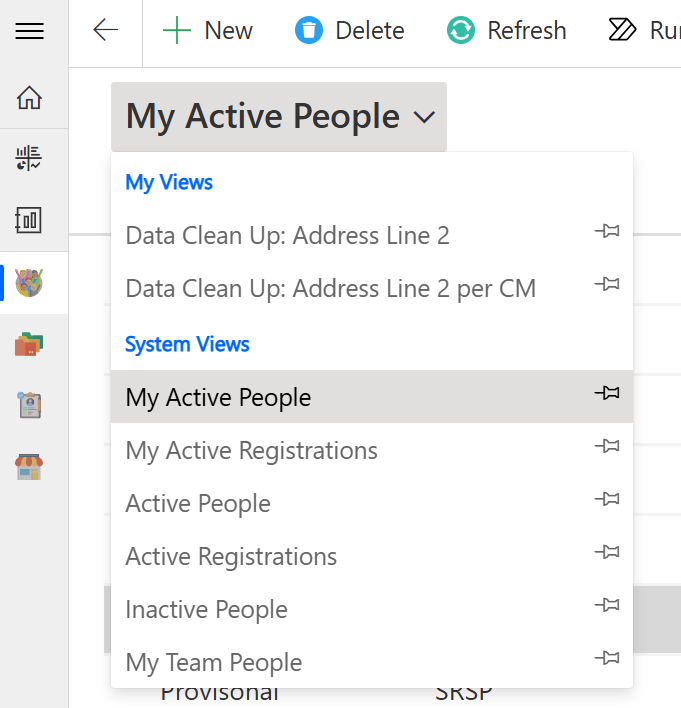 New Delete Refresh Ru
My Active People
My Views
Data Clean Up: Address Line 2
Data Clean Up: Address Line 2 per CM
System Views
My Active People
My Active Registrations
Active People
Active Registrations
Inactive People
My Team People
Provisonal SRSP